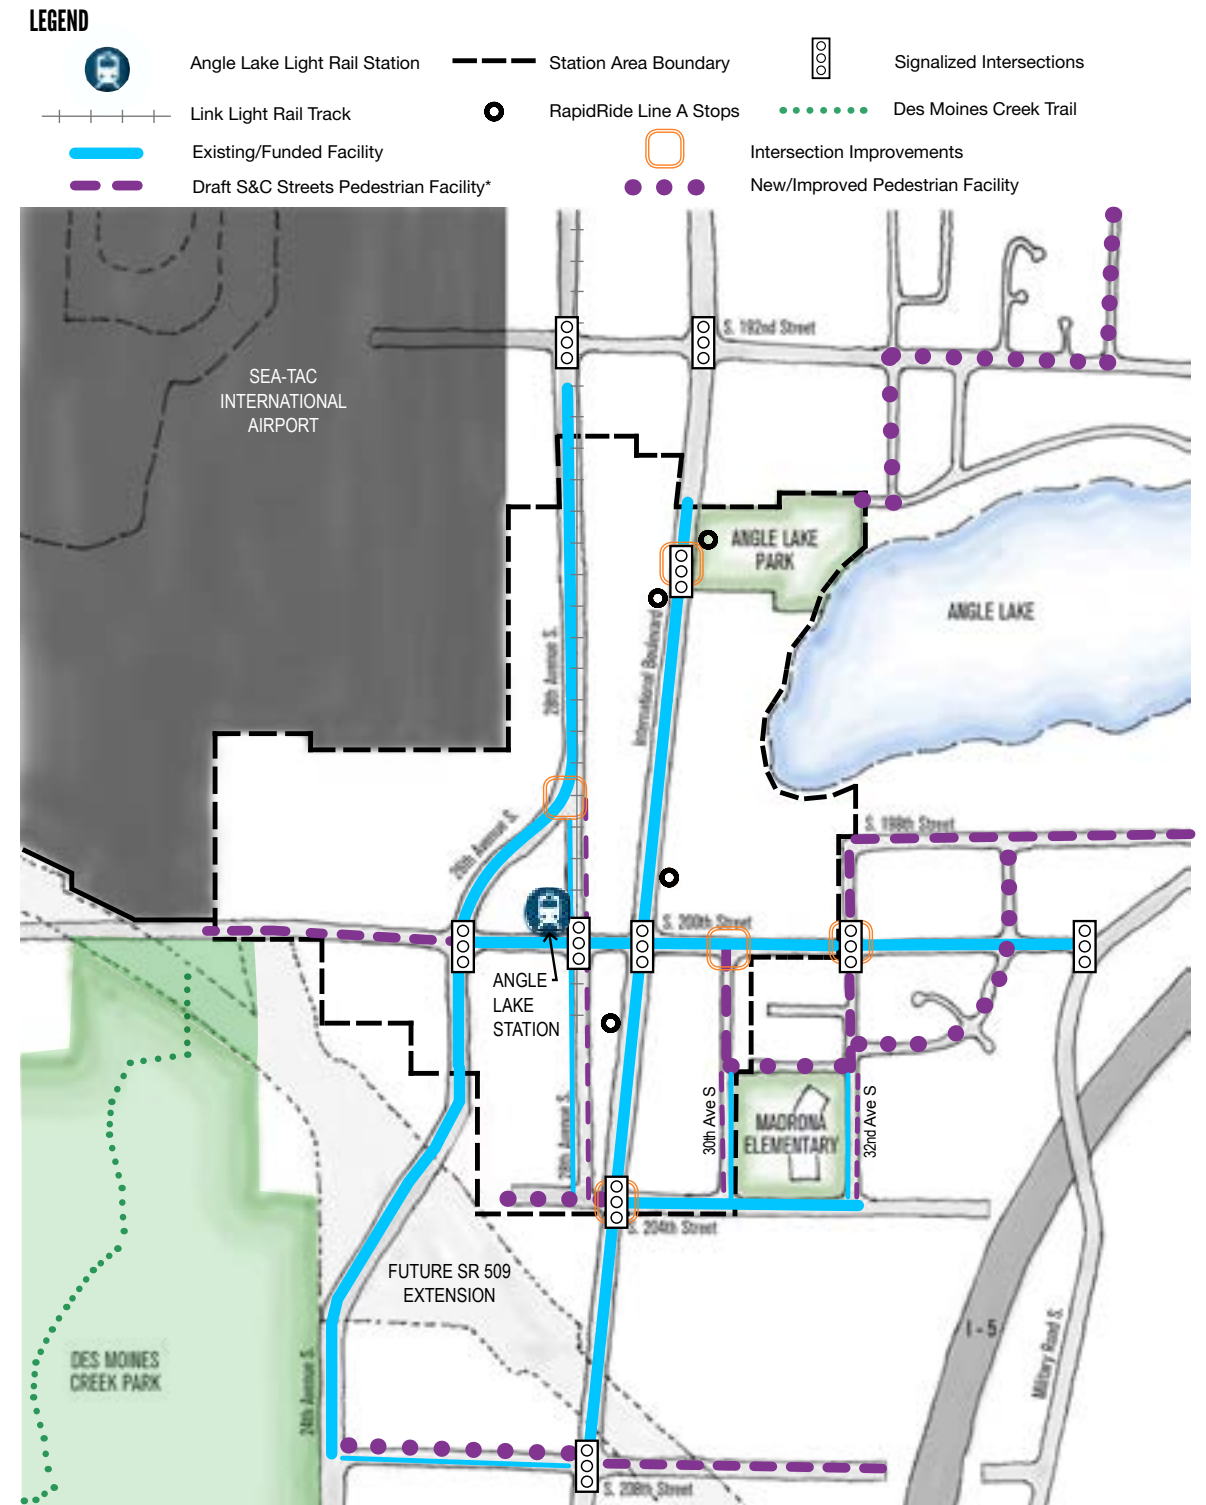 LEGEND
Angle Lake Light Rail Station
Station Area Boundary
Signalized Intersections
Link Light Rail Track
RapidRide Line A Stops
Des Moines Creek Trail
Existing/Funded Facility
Intersection Improvements
Draft S&C Streets Pedestrian Facility*
New/Improved Pedestrian Facility
S. 192nd Street
SEA-TAC
INTERNATIONAL
AIRPORT
ANGLE LAKE
PARK
ANGLE LAKE
28th Avenue S.
International Boulevard
26th Avenue S.
S. 198th Street
S. 200th Street
ANGLE
LAKE
STATION
28th Avenue S.
30th Ave S
MADRONA
ELEMENTARY
32nd Ave S
S. 204th Street
FUTURE SR 509
EXTENSION
I - 5
Military Road S.
DES MOINES
CREEK PARK
24th Avenue S.
S. 208th Street